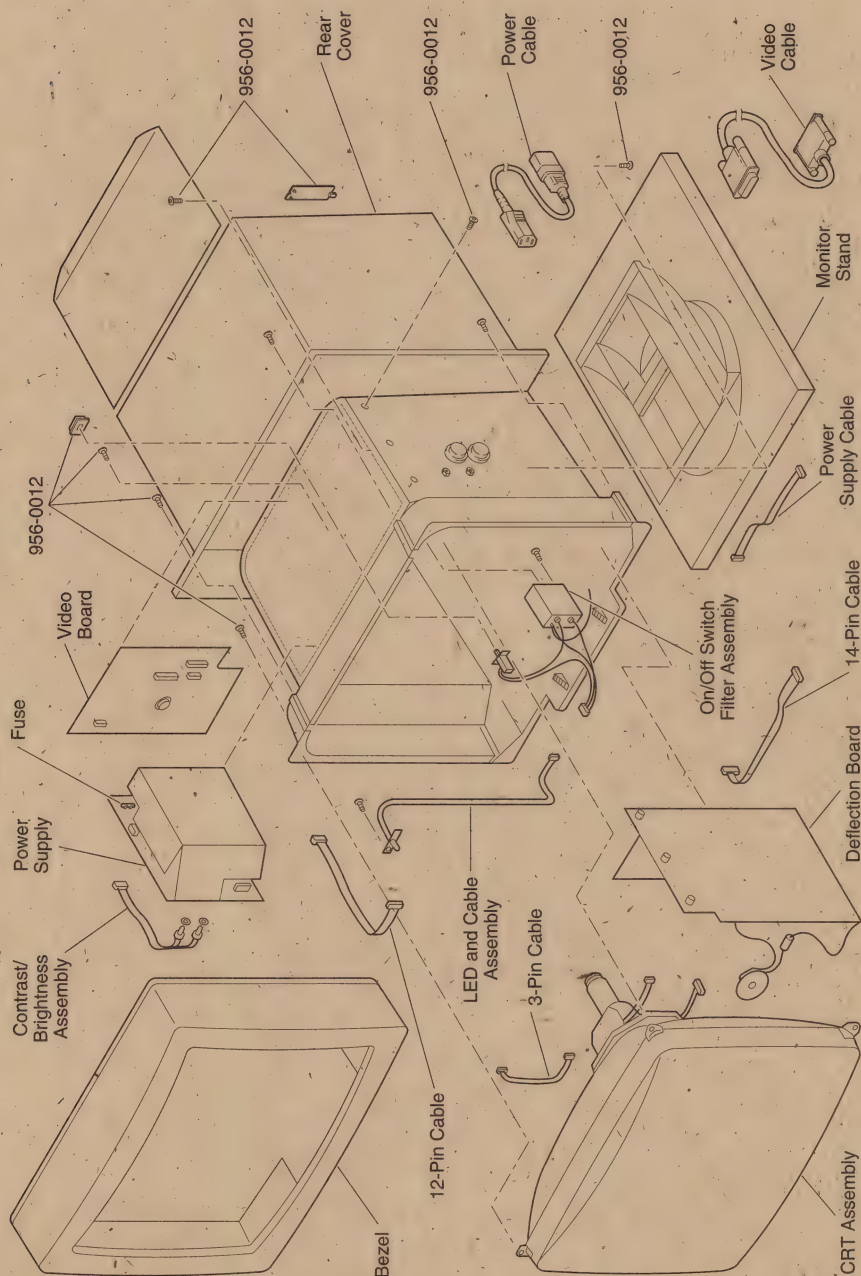 Bezel
Contrast/
Brightness
Assembly
Power
Supply
Fuse
Video
Board
956-0012
956-0012
Rear
Cover
956-0012
Power
Cable
956-0012
Video
Cable
12-Pin Cable
LED and Cable
Assembly
3-Pin Cable
On/Off Switch
Filter Assembly
CRT Assembly
Deflection Board
14-Pin Cable
Power
Supply Cable
Monitor
Stand